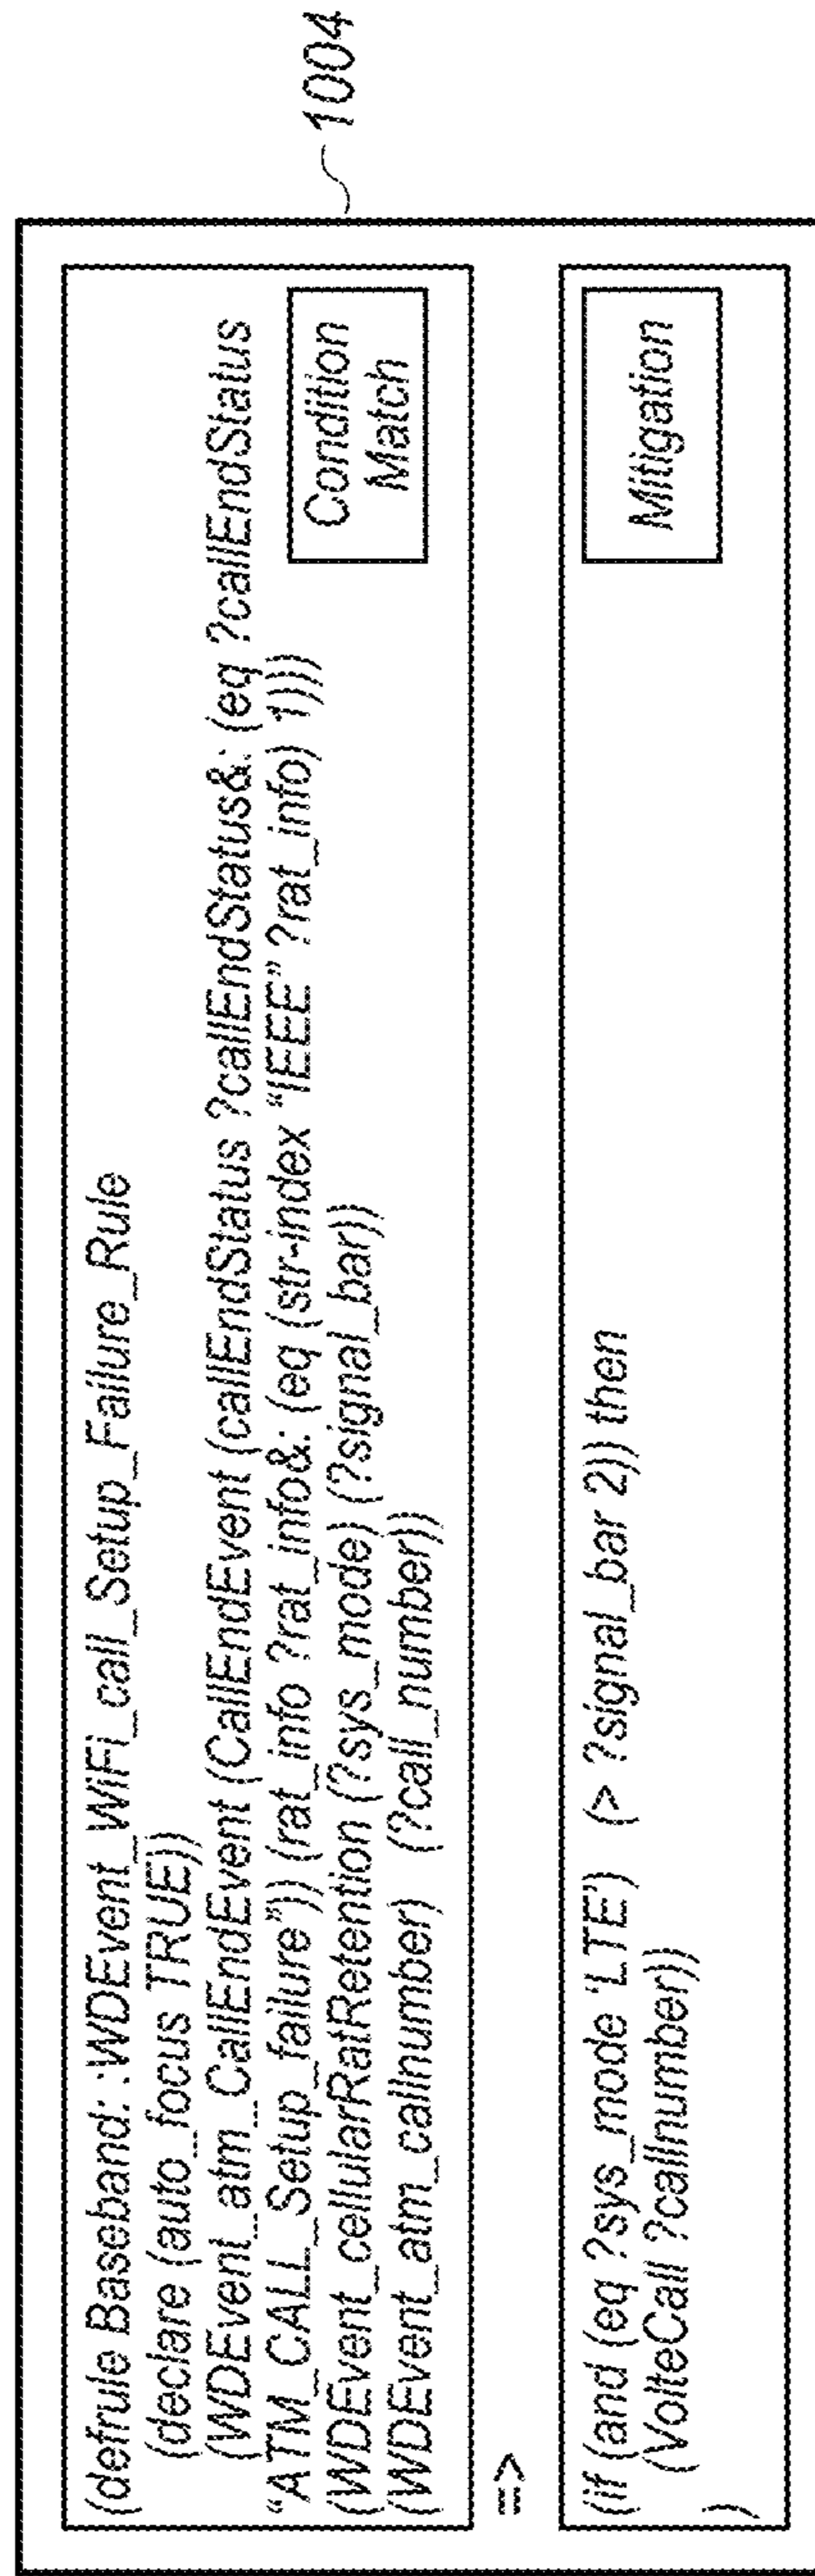 (defrule Baseband: :WDEvent_WiFi_call_Setup_Failure_Rule
(declare (auto_focus TRUE))
(WDEvent_atm_CallEndEvent (CallEndEvent (callEndStatus ?callEndStatus&: (eq ?callEndStatus
“ATM_CALL_Setup_failure”)) (rat_info ?rat_info&: (eq (str-index “IEEE” ?rat_info) 1)))
(WDEvent_cellularRatRetention (?sys_mode) (?signal_bar))
(WDEvent_atm_callnumber) (?call_number))
Condition
Match
=>
(if (and (eq ?sys_mode ‘LTE’) (> ?signal_bar 2)) then
(VolteCall ?callnumber))
)
Mitigation
1004